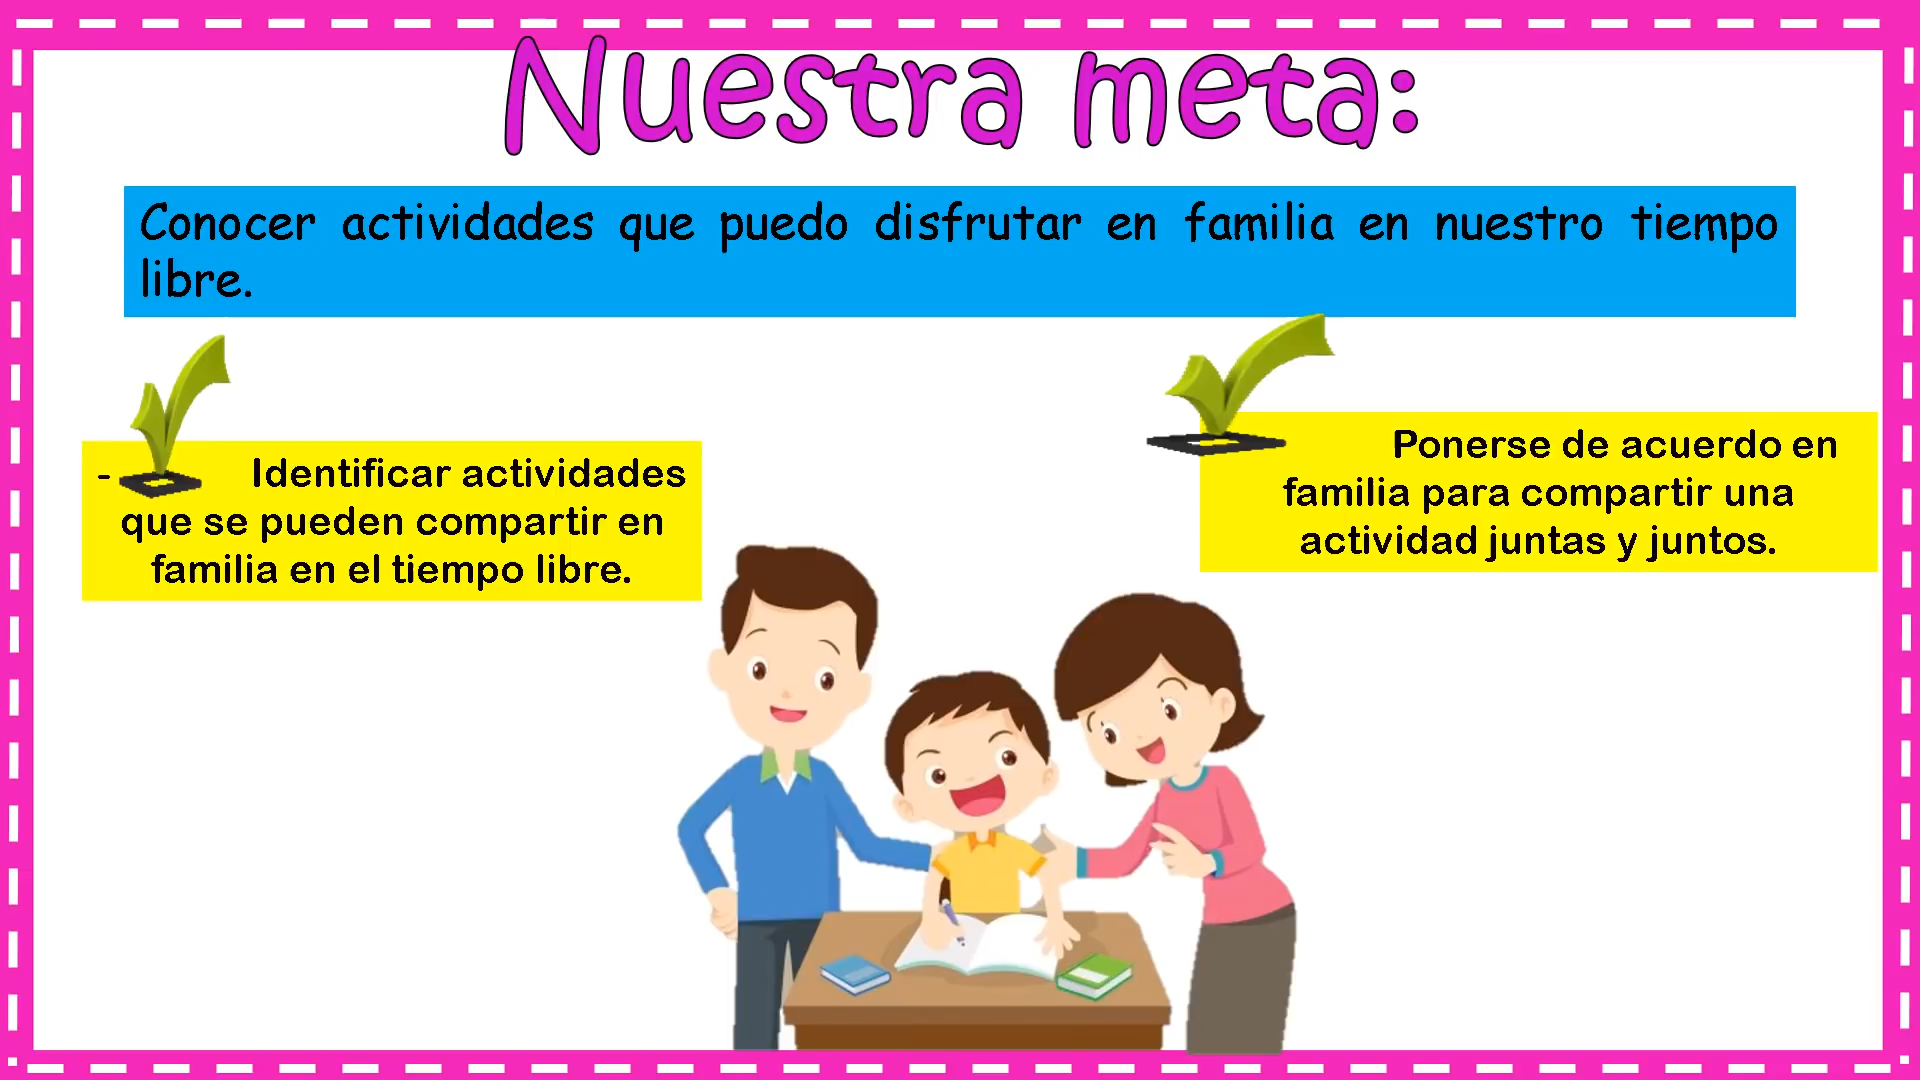 Nuestra meta:
Conocer actividades que puedo disfrutar en familia en nuestro tiempo
libre.
- Identificar actividades
que se pueden compartir en
familia en el tiempo libre.
Ponerse de acuerdo en
familia para compartir una
actividad juntas y juntos.